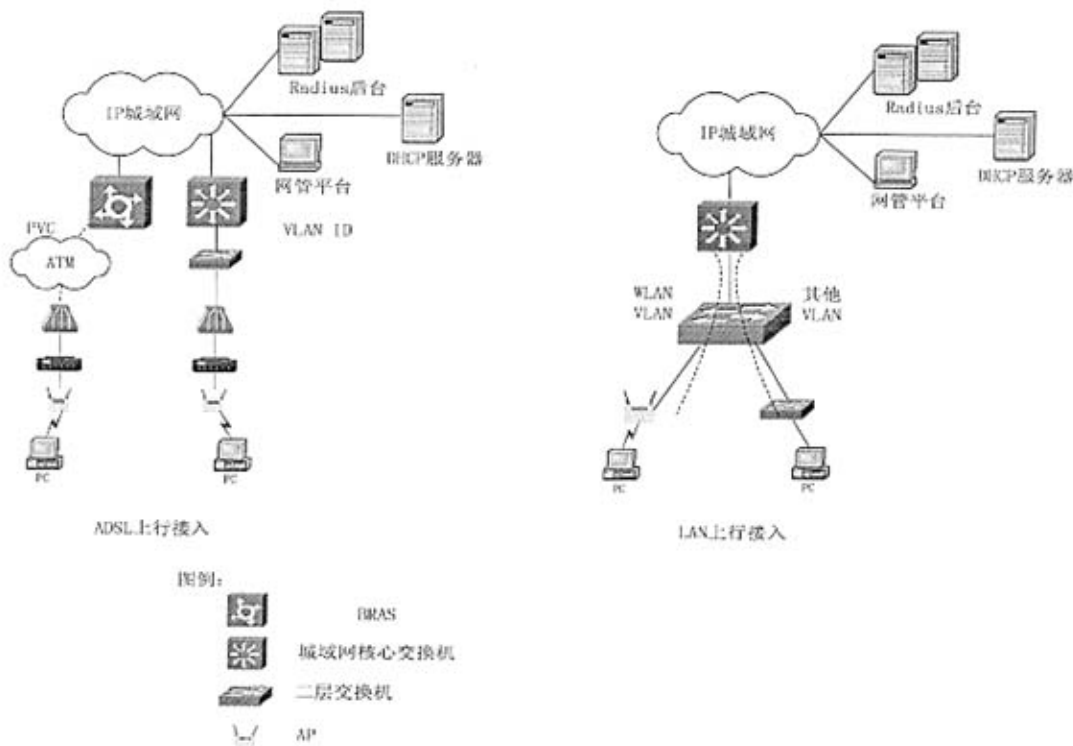 Radius后台
IP城域网
DHCP服务器
网管平台
PVC
VLAN ID
ATM
PC
PC
ADSL上行接入
Radius后台
IP城域网
DHCP服务器
网管平台
WLAN
VLAN
其他
VLAN
PC
PC
LAN上行接入
图例:
BRAS
城域网核心交换机
二层交换机
AP